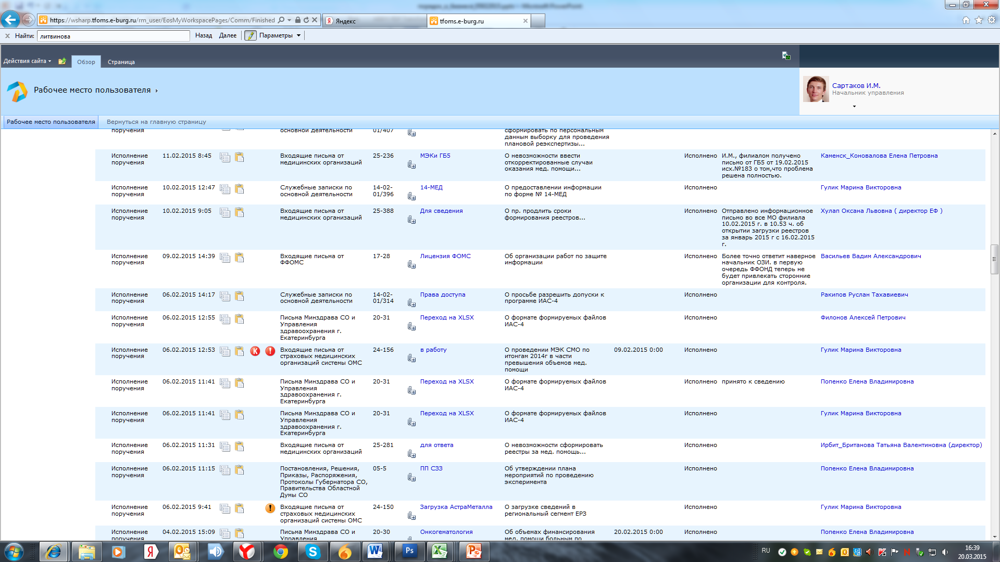 https://wsharp.tfoms.e-burg.ru/rm_user/EosMyWorkspacePages/Comm/Finished
Яндекс
tfoms.e-burg.ru
Найти: литвинова Назад Далее Параметры
Действия сайта Обзор Страница
Рабочее место пользователя
Сартаков И.М.
Начальник управления
Рабочее место пользователя Вернуться на главную страницу
поручения основной деятельности 01/407 сформировать по персональным
данным выборку для проведения
плановой реэкспертизы...
Исполнение 11.02.2015 8:45 Входящие письма от 25-236 МЭКи ГБ5 О невозможности ввести Исполнено И.М., филиалом получено Каменск_Коновалова Елена Петровна
поручения медицинских организаций откорректированные случаи письмо от ГБ5 от 19.02.2015
оказания мед. помощи... исх.№183 о том,что проблема
решена полностью.
Исполнение 10.02.2015 12:47 Служебные записки по 14-02- 14-МЕД О предоставлении информации Исполнено Гулик Марина Викторовна
поручения основной деятельности 01/396 по форме № 14-МЕД
Исполнение 10.02.2015 9:05 Входящие письма от 25-388 Для сведения О пр. продлить сроки Исполнено Отправлено информационное Хулап Оксана Львовна ( директор ЕФ )
поручения медицинских организаций формирования реестров... письмо во все МО филиала
10.02.2015 г. в 10.53 ч. об
открытии загрузки реестров
за январь 2015 г с 16.02.2015
г.
Исполнение 09.02.2015 14:39 Входящие письма от 17-28 Лицензия ФОМС Об организации работ по защите Исполнено Более точно ответит наверное Васильев Вадим Александрович
поручения ФФОМС информации начальник ОЗИ. в первую
очередь ФФОНД теперь не
будет привлекать сторонние
организации для контроля.
Исполнение 06.02.2015 14:17 Служебные записки по 14-02- Права доступа О просьбе разрешить допуски к Исполнено Ракипов Руслан Тахавиевич
поручения основной деятельности 01/314 программе ИАС-4
Исполнение 06.02.2015 12:55 Письма Минздрава СО и 20-31 Переход на XLSX О формате формируемых файлов Исполнено Филонов Алексей Петрович
поручения Управления ИАС-4
здравоохранения г.
Екатеринбурга
Исполнение 06.02.2015 12:53 К ! Входящие письма от 24-156 в работу О проведении МЭК СМО по 09.02.2015 0:00 Исполнено Гулик Марина Викторовна
поручения страховых медицинских итогам 2014г в части
организаций системы ОМС превышения объемов мед.
помощи
Исполнение 06.02.2015 11:41 Письма Минздрава СО и 20-31 Переход на XLSX О формате формируемых файлов Исполнено принято к сведению Попенко Елена Владимировна
поручения Управления ИАС-4
здравоохранения г.
Екатеринбурга
Исполнение 06.02.2015 11:41 Письма Минздрава СО и 20-31 Переход на XLSX О формате формируемых файлов Исполнено Гулик Марина Викторовна
поручения Управления ИАС-4
здравоохранения г.
Екатеринбурга
Исполнение 06.02.2015 11:31 Входящие письма от 25-281 для ответа О невозможности сформировать Исполнено Ирбит_Британова Татьяна Валентиновна (директор)
поручения медицинских организаций реестры за мед. помощь...
Исполнение 06.02.2015 11:15 Постановления, Решения, 05-5 ПП СЗЗ Об утверждении плана Исполнено Попенко Елена Владимировна
поручения Приказы, Распоряжения, мероприятий по проведению
Протоколы Губернатора СО, эксперимента
Правительства Областной
Думы СО
Исполнение 06.02.2015 9:41 ! Входящие письма от 24-150 Загрузка АстраМеталла О загрузке сведений в Исполнено Гулик Марина Викторовна
поручения страховых медицинских региональный сегмент ЕРЗ
организаций системы ОМС
Исполнение 04.02.2015 15:09 Письма Минздрава СО и 20-30 Онкогематология Об объемах финансирования 20.02.2015 0:00 Исполнено Попенко Елена Владимировна
поручения Управления мед. помощи больным по
RU 16:39
20.03.2015